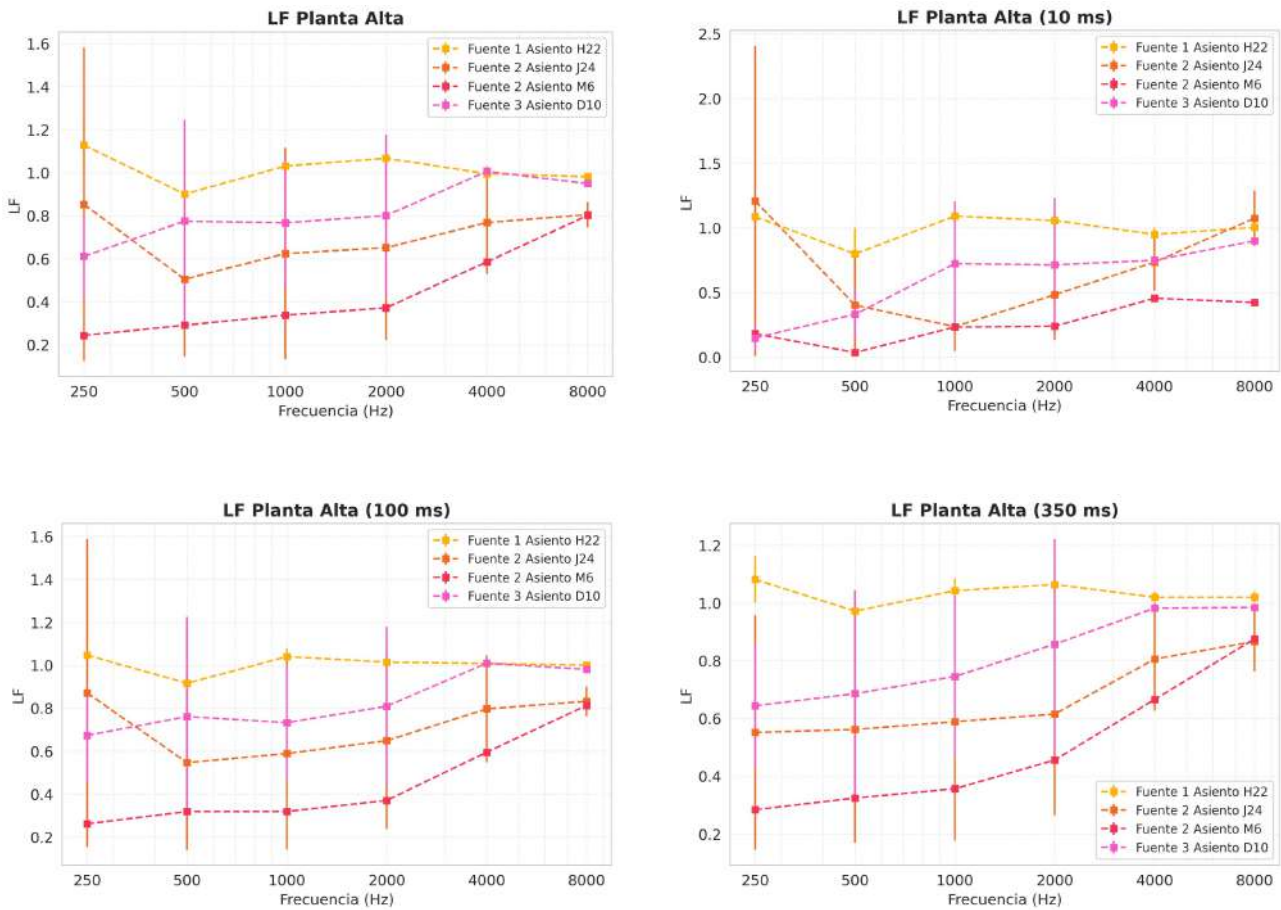 LF Planta Alta
1.6
1.4
1.2
1.0
0.8
0.6
0.4
0.2
LF
250
500
1000
2000
4000
8000
Frecuencia (Hz)
Fuente 1 Asiento H22
Fuente 2 Asiento J24
Fuente 2 Asiento M6
Fuente 3 Asiento D10
LF Planta Alta (10 ms)
2.5
2.0
1.5
1.0
0.5
0.0
LF
250
500
1000
2000
4000
8000
Frecuencia (Hz)
Fuente 1 Asiento H22
Fuente 2 Asiento J24
Fuente 2 Asiento M6
Fuente 3 Asiento D10
LF Planta Alta (100 ms)
1.6
1.4
1.2
1.0
0.8
0.6
0.4
0.2
LF
250
500
1000
2000
4000
8000
Frecuencia (Hz)
Fuente 1 Asiento H22
Fuente 2 Asiento J24
Fuente 2 Asiento M6
Fuente 3 Asiento D10
LF Planta Alta (350 ms)
1.2
1.0
0.8
0.6
0.4
0.2
LF
250
500
1000
2000
4000
8000
Frecuencia (Hz)
Fuente 1 Asiento H22
Fuente 2 Asiento J24
Fuente 2 Asiento M6
Fuente 3 Asiento D10